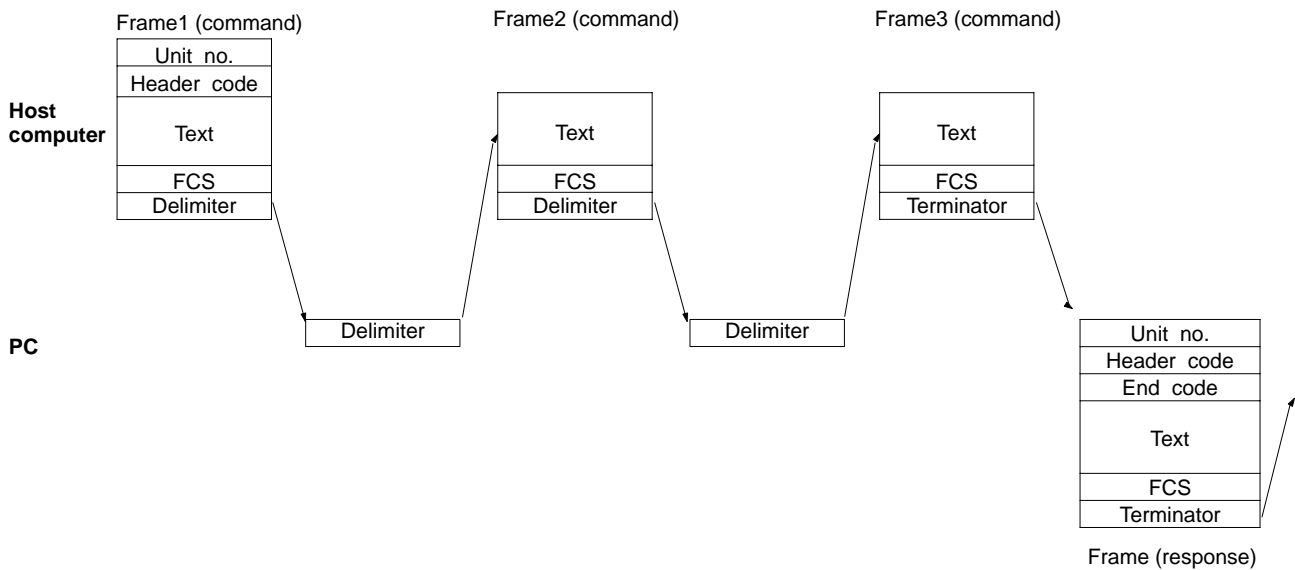 Frame1 (command)
Unit no.
Header code
Text
FCS
Delimiter
Frame2 (command)
Text
FCS
Delimiter
Frame3 (command)
Text
FCS
Terminator
Host
computer
PC
Delimiter
Delimiter
Unit no.
Header code
End code
Text
FCS
Terminator
Frame (response)